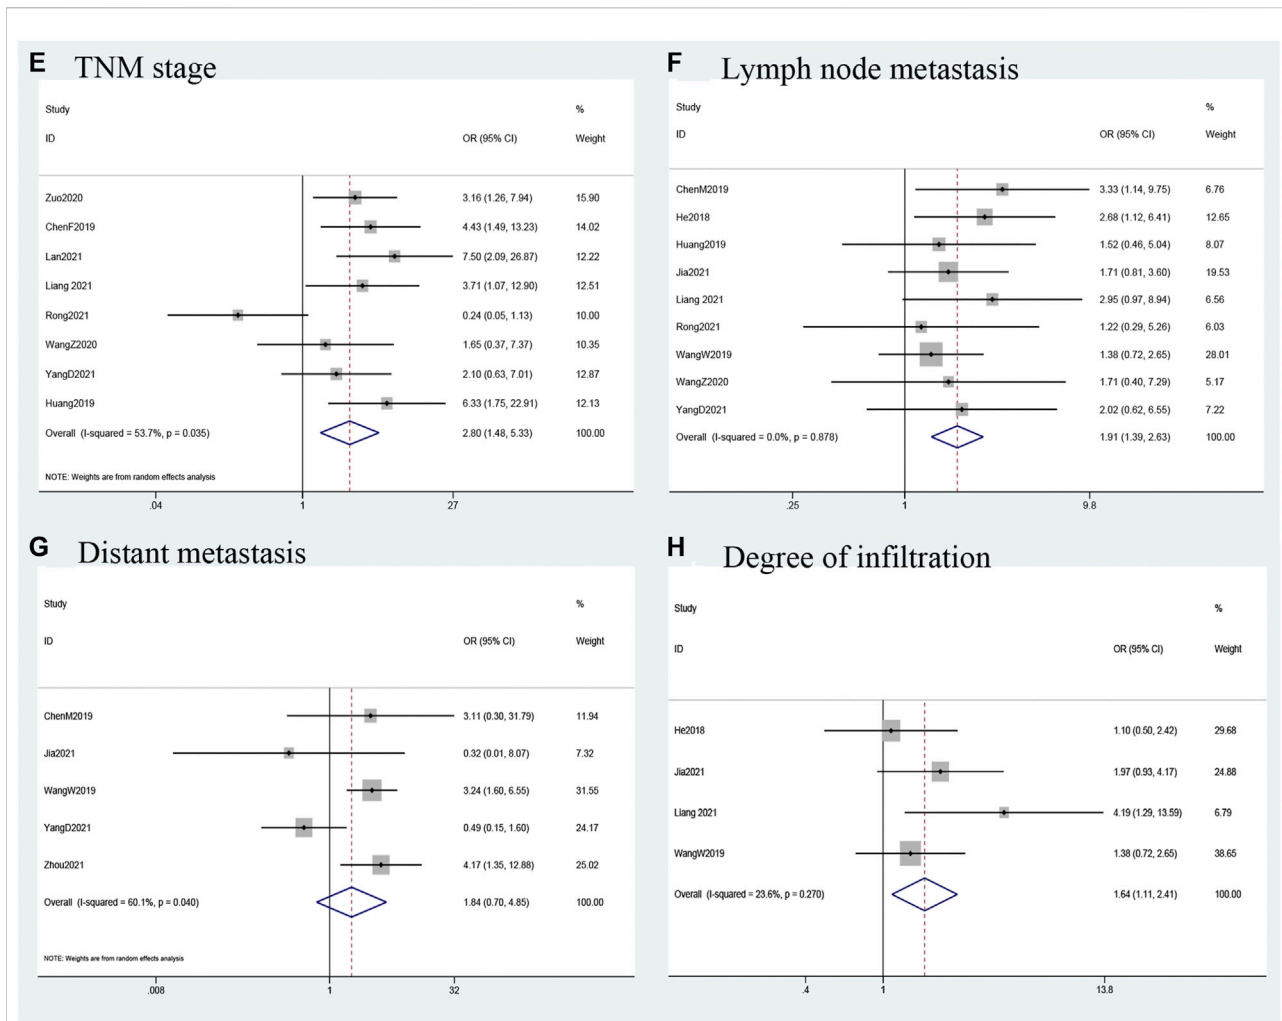 E TNM stage
Study %
ID OR (95% CI) Weight
Zuo2020 3.16 (1.26, 7.94) 15.90
ChenF2019 4.43 (1.49, 13.23) 14.02
Lan2021 7.50 (2.09, 26.87) 12.22
Liang 2021 3.71 (1.07, 12.90) 12.51
Rong2021 0.24 (0.05, 1.13) 10.00
WangZ2020 1.65 (0.37, 7.37) 10.35
YangD2021 2.10 (0.63, 7.01) 12.87
Huang2019 6.33 (1.75, 22.91) 12.13
Overall (I-squared = 53.7%, p = 0.035) 2.80 (1.48, 5.33) 100.00
NOTE: Weights are from random effects analysis
.04 1 27
F Lymph node metastasis
Study %
ID OR (95% CI) Weight
ChenM2019 3.33 (1.14, 9.75) 6.76
He2018 2.68 (1.12, 6.41) 12.65
Huang2019 1.52 (0.46, 5.04) 8.07
Jia2021 1.71 (0.81, 3.60) 19.53
Liang 2021 2.95 (0.97, 8.94) 6.56
Rong2021 1.22 (0.29, 5.26) 6.03
WangW2019 1.38 (0.72, 2.65) 28.01
WangZ2020 1.71 (0.40, 7.29) 5.17
YangD2021 2.02 (0.62, 6.55) 7.22
Overall (I-squared = 0.0%, p = 0.878) 1.91 (1.39, 2.63) 100.00
.25 1 9.8
G Distant metastasis
Study %
ID OR (95% CI) Weight
ChenM2019 3.11 (0.30, 31.79) 11.94
Jia2021 0.32 (0.01, 8.07) 7.32
WangW2019 3.24 (1.60, 6.55) 31.55
YangD2021 0.49 (0.15, 1.60) 24.17
Zhou2021 4.17 (1.35, 12.88) 25.02
Overall (I-squared = 60.1%, p = 0.040) 1.84 (0.70, 4.85) 100.00
NOTE: Weights are from random effects analysis
.008 1 32
H Degree of infiltration
Study %
ID OR (95% CI) Weight
He2018 1.10 (0.50, 2.42) 29.68
Jia2021 1.97 (0.93, 4.17) 24.88
Liang 2021 4.19 (1.29, 13.59) 6.79
WangW2019 1.38 (0.72, 2.65) 38.65
Overall (I-squared = 23.6%, p = 0.270) 1.64 (1.11, 2.41) 100.00
.4 1 13.8